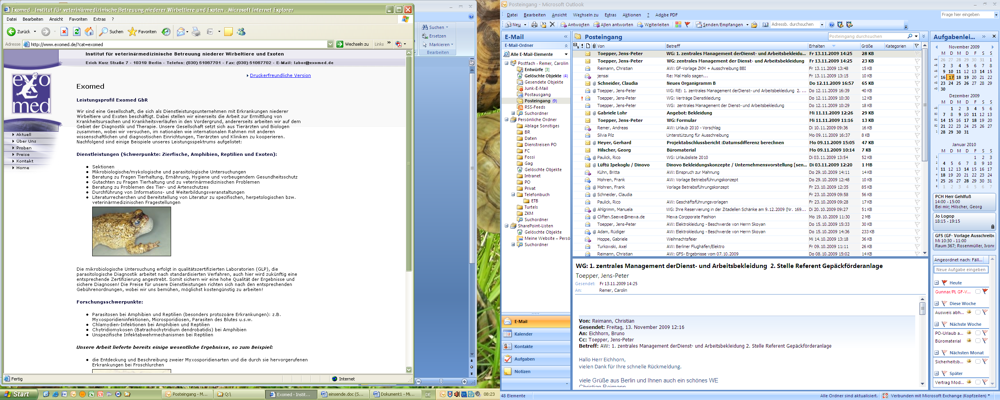 Exomed - Institut für veterinärmedizinische Betreuung niederer Wirbeltiere und Exoten - Microsoft Internet Explorer
Datei Bearbeiten Ansicht Favoriten Extras ?
Zurück Suchen Favoriten
Adresse http://www.exomed.de/?cat=exomed Wechseln zu Links
Institut für veterinärmedizinische Betreuung niederer Wirbeltiere und Exoten
Erich Kurz Straße 7 - 10319 Berlin - Telefon: (030) 51067701 - Fax: (030) 51067702 - E-Mail: labor@exomed.de
exo
med
Druckerfreundliche Version
Exomed
Leistungsprofil Exomed GbR
Wir sind eine Gesellschaft, die sich als Dienstleistungsunternehmen mit Erkrankungen niederer
Wirbeltiere und Exoten beschäftigt. Dabei stellen wir einerseits die Arbeit zur Ermittlung von
Krankheitsursachen und Krankheitsverläufen in den Vordergrund, andererseits arbeiten wir auf dem
Gebiet der Diagnostik und Therapie. Unsere Gesellschaft setzt sich aus Tierärzten und Biologen
zusammen, wobei wir versuchen, im nationalen wie internationalen Rahmen mit anderen
wissenschaftlichen und diagnostischen Einrichtungen, Tierärzten und Kliniken zu kooperieren.
Nachfolgend sind einige Beispiele unseres Leistungsspektrums aufgelistet:
Aktuell
Über Uns
Proben
Preise
Kontakt
Home
Dienstleistungen (Schwerpunkte: Zierfische, Amphibien, Reptilien und Exoten):
Sektionen
Mikrobiologische/mykologische und parasitologische Untersuchungen
Beratung zu Fragen Tierhaltung, Ernährung, Hygiene und vorbeugendem Gesundheitsschutz
Gutachten zu Fragen Tierhaltung und zu veterinärmedizinischen Problemen
Beratung zu Problemen des Tier- und Artenschutzes
Durchführung von Informations- und Weiterbildungsveranstaltungen
Literaturrecherchen und Bereitstellung von Literatur zu spezifischen, herpetologischen bzw.
veterinärmedizinischen Fragestellungen
Die mikrobiologische Untersuchung erfolgt in qualitätszertifizierten Laboratorien (GLP), die
parasitologische Diagnostik arbeitet nach standardisierten Verfahren, auch hier wird zukünftig eine
entsprechende Zertifizierung angestrebt. Somit sichern wir eine hohe Qualität der Ergebnisse und
sichere Diagnosen! Die Preise für unsere Dienstleistungen richten sich nach den entsprechenden
Gebührenordnungen, wobei wir uns bemühen, möglichst kostengünstig zu arbeiten!
Forschungsschwerpunkte:
Parasitosen bei Amphibien und Reptilien (besonders protozoäre Erkrankungen): z.B.
Myxosporidieninfektionen, Microsporidiosen, Parasiten des Blutes u.s.w.
Chlamydien-Infektionen bei Amphibien und Reptilien
Chytridiomykosen (Batrachochytridium dendrobatidis) bei Amphibien
Unspezifische Infektabwehrmechanismen bei Reptilien
Unsere Arbeit lieferte bereits einige wesentliche Ergebnisse, so zum Beispiel:
die Entdeckung und Beschreibung zweier Myxosporidienarten und die durch sie hervorgerufenen
Erkrankungen bei Froschlurchen
Fertig Internet
Suchen
Ersetzen
Markieren
Bearbeiten
Start Posteingang - M... Q:\ Exomed - Instit... einsende.doc (S... Dokument1 - Mi... DE 08:23
Posteingang - Microsoft Outlook
Datei Bearbeiten Ansicht Wechseln zu Extras Aktionen ? Adobe PDF Frage hier eingeben
Neu Antworten Allen antworten Weiterleiten Senden/Empfangen Adressb. durchsuchen
E-Mail
E-Mail-Ordner
Alle E-Mail-Elemente
Postfach - Remer, Carolin
Entwürfe [3]
Gelöschte Objekte (4)
Gesendete Objekte
Junk-E-Mail
Postausgang
Posteingang (9)
RSS-Feeds
Suchordner
Persönliche Ordner
Ablage Sonstiges
BR
Daten
Dienstreisen PO
FC
Fossi
Gag
Gelöschte Objekte
Intranet
PO
Privat
Telefonbuch
ETB
Turtels
ZKM
Suchordner
SharePoint-Listen
Gelöschte Objekte
Meine Website – Persö
Suchordner
E-Mail
Kalender
Kontakte
Aufgaben
Notizen
48 Elemente
Posteingang Posteingang durchsuchen
Von Betreff Erhalten Größe Kategorien
Toepper, Jens-Peter WG: 1. zentrales Management derDienst- und Arbeitsbekleidu... Fr 13.11.2009 14:25 28 KB
Toepper, Jens-Peter WG: zentrales Management der Dienst- und Arbeitsbekleidung Fr 13.11.2009 14:25 23 KB
Reimann, Christian AW: GF-Vorlage ZKM + Ausschreibung BBI Fr 13.11.2009 13:48 15 KB
jensai Re: Mal Hallo sagen... Fr 13.11.2009 13:15 10 KB
Schneider, Claudia Neues Organigramm B Do 12.11.2009 16:57 65 KB
Toepper, Jens-Peter WG: RE: 1. zentrales Management derDienst- und Arbeitsbekleidung 2. ... Do 12.11.2009 16:39 40 KB
Toepper, Jens-Peter WG: Verträge Dienstkleidung Do 12.11.2009 10:30 12 KB
Toepper, Jens-Peter WG: zentrales Management der Dienst- und Arbeitsbekleidung Do 12.11.2009 10:29 18 KB
Gabriele Lohr Angebot: Bekleidung Mi 11.11.2009 12:26 29 KB
Toepper, Jens-Peter WG: Formular Mi 11.11.2009 11:16 13 KB
Remer, Andreas AW: Urlaub 2010 - Vorschlag Di 10.11.2009 09:36 16 KB
Silvia Pilz Unterstützung für Ausschreibung Mo 09.11.2009 16:37 8 KB
Heyer, Gerhard Projektabschlussbericht :Datumsdifferenz berechnen Mo 09.11.2009 15:05 47 KB
Hilscher, Georg Büromaterial Mo 09.11.2009 10:14 7 KB
Paulick, Rico WG: Urlaubsliste 2010 Di 03.11.2009 13:54 52 KB
Lüftü Ipekoglu / Dinovo Dinovo Bekleidungskonzepte / Unternehmensvorstellung [sen... Di 03.11.2009 12:20 1 MB
Kühn, Britta AW: Einspruch zur Mahnung Do 29.10.2009 14:11 14 KB
Mohren, Frank AW: Vorlage Betriebsführungskonzept Do 29.10.2009 12:48 10 KB
Mohren, Frank Vorlage Betriebsführungskonzept Fr 23.10.2009 12:35 85 KB
Schneider, Claudia Fr 23.10.2009 09:58 56 KB
Paulick, Rico AW: Geschäftsführungsvorlagen Fr 23.10.2009 09:28 17 KB
Ahlgrimm, Manuela WG: Ihre Reservierung in der Zitadellen Schänke am 9.12.2009 (Nr. 169... Di 20.10.2009 09:27 51 KB
Cliften.Saewe@mewa.de Mewa Corpporate Fashion Mo 19.10.2009 11:30 2 MB
Toepper, Jens-Peter AW: Elektrokleidung - Beschwerde von Herrn Skoyan Do 15.10.2009 15:33 30 KB
Adam, Rüdiger AW: Elektrokleidung - Beschwerde von Herrn Skoyan Do 15.10.2009 14:36 233 KB
Hoppe, Gabriele Weihnachtsfeier Mi 14.10.2009 13:18 36 KB
Turkowski, Axel AW: Berliner Flughäfen/Elektro Fr 09.10.2009 11:11 26 KB
Reimann, Christian AW: GFS- Ergebnisse vom 07.10.2009 Do 08.10.2009 15:02 14 KB
WG: 1. zentrales Management derDienst- und Arbeitsbekleidung 2. Stelle Referent Gepäckförderanlage
Toepper, Jens-Peter
Gesendet: Fr 13.11.2009 14:25
An: Remer, Carolin
Von: Reimann, Christian
Gesendet: Freitag, 13. November 2009 12:16
An: Eichhorn, Bruno
Cc: Toepper, Jens-Peter
Betreff: AW: 1. zentrales Management derDienst- und Arbeitsbekleidung 2. Stelle Referent Gepäckförderanlage
Hallo Herr Eichhorn,
vielen Dank für Ihre schnelle Rückmeldung.
viele Grüße aus Berlin und Ihnen auch ein schönes WE
Christian Reimann
Alle Ordner sind aktualisiert. Verbunden mit Microsoft Exchange (Kopfzeilen)
Aufgabenlei...
November 2009
M D M D F S S
44 26 27 28 29 30 31 1
45 2 3 4 5 6 7 8
46 9 10 11 12 13 14 15
47 16 17 18 19 20 21 22
48 23 24 25 26 27 28 29
49 30
Dezember 2009
M D M D F S S
49 1 2 3 4 5 6
50 7 8 9 10 11 12 13
51 14 15 16 17 18 19 20
52 21 22 23 24 25 26 27
1 28 29 30 31
Januar 2010
M D M D F S S
1 1 2 3
2 4 5 6 7 8 9 10
3 11 12 13 14 15 16 17
4 18 19 20 21 22 23 24
5 25 26 27 28 29 30 31
6 1 2 3 4 5 6 7
PCH Herr Gehlfuß
14:00 - 15:00
Bei mir; Hilscher, Georg
Jo Logop
18:15 - 19:15
GFS (GF- Vorlage Ausschreibu
Mi 10:30 - 11:00
Raum 367; Rosenmüller, Ivonn
Angeordnet nach: Fäll...
Neue Aufgabe eingeben
Heute
Gunnar/PL GF-V...
Diese Woche
Ausweis abh...
Nächste Woche
PO-Urlaub a...
Büromaterial
Nächsten Monat
Sicherheitsb...
Später
Vertrag Mod...